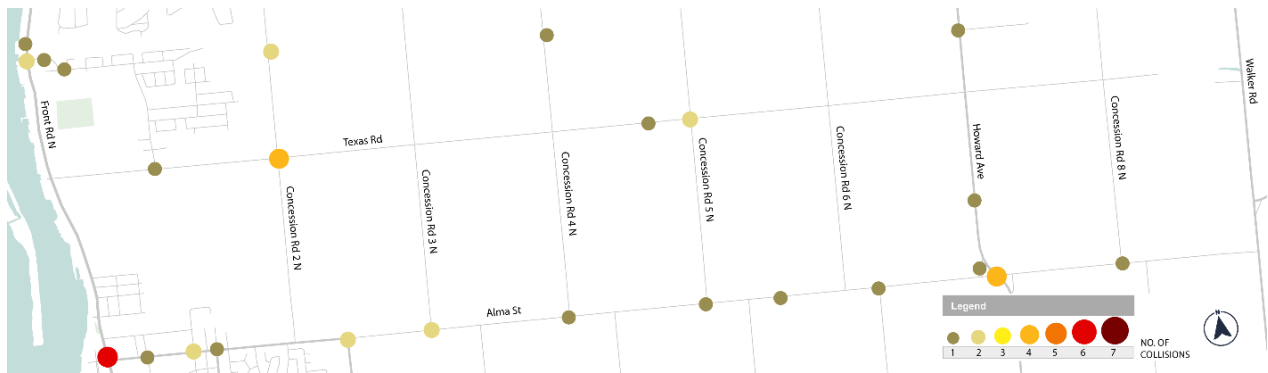 Front Rd N
Texas Rd
Concession Rd 2 N
Concession Rd 3 N
Concession Rd 4 N
Concession Rd 5 N
Concession Rd 6 N
Howard Ave
Concession Rd 8 N
Walker Rd
Alma St
Legend
1 2 3 4 5 6 7
NO. OF
COLLISIONS
N